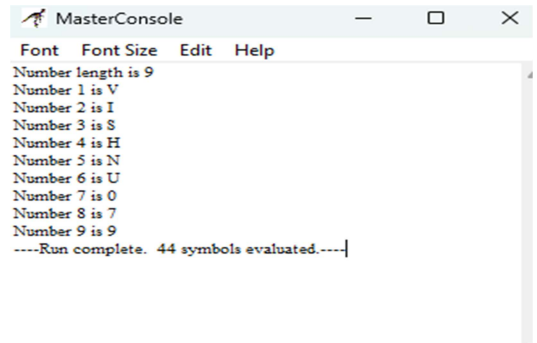 MasterConsole
Font Font Size Edit Help
Number length is 9
Number 1 is V
Number 2 is I
Number 3 is S
Number 4 is H
Number 5 is N
Number 6 is U
Number 7 is 0
Number 8 is 7
Number 9 is 9
----Run complete.  44 symbols evaluated.----